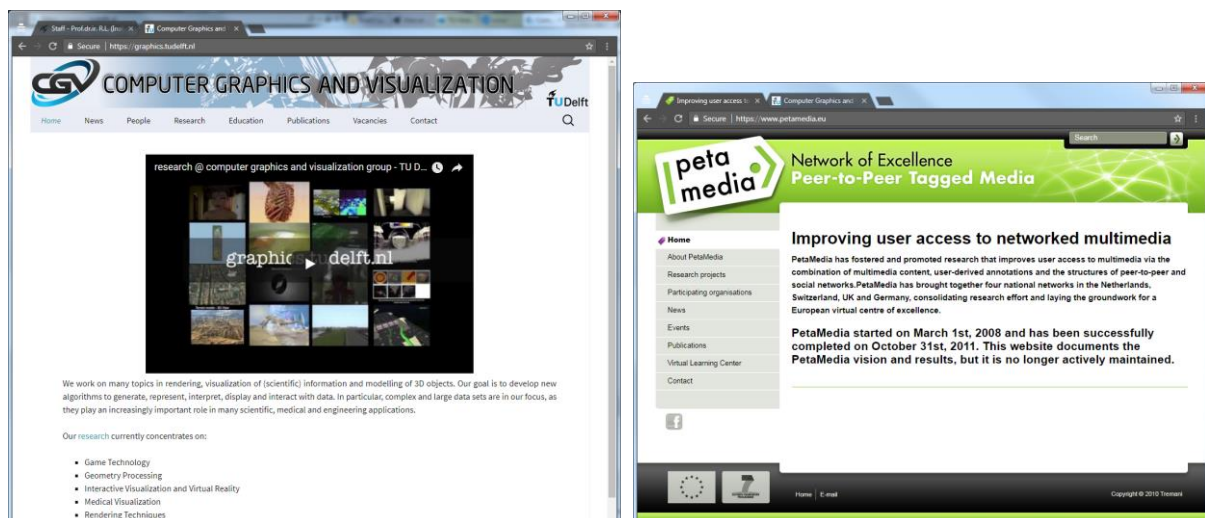 Staff - Prof.dr.ir. R.L. (Ino
Computer Graphics and
Secure | https://graphics.tudelft.nl
CGV COMPUTER GRAPHICS AND VISUALIZATION
TUDelft
Home News People Research Education Publications Vacancies Contact
research @ computer graphics and visualization group - TU D...
graphics.tudelft.nl
We work on many topics in rendering, visualization of (scientific) information and modelling of 3D objects. Our goal is to develop new
algorithms to generate, represent, interpret, display and interact with data. In particular, complex and large data sets are in our focus, as
they play an increasingly important role in many scientific, medical and engineering applications.
Our research currently concentrates on:
Game Technology
Geometry Processing
Interactive Visualization and Virtual Reality
Medical Visualization
Rendering Techniques
Improving user access to
Computer Graphics and
Secure | https://www.petamedia.eu
Search
peta
media
Network of Excellence
Peer-to-Peer Tagged Media
Home
About PetaMedia
Research projects
Participating organisations
News
Events
Publications
Virtual Learning Center
Contact
Improving user access to networked multimedia
PetaMedia has fostered and promoted research that improves user access to multimedia via the
combination of multimedia content, user-derived annotations and the structures of peer-to-peer and
social networks.PetaMedia has brought together four national networks in the Netherlands,
Switzerland, UK and Germany, consolidating research effort and laying the groundwork for a
European virtual centre of excellence.
PetaMedia started on March 1st, 2008 and has been successfully
completed on October 31st, 2011. This website documents the
PetaMedia vision and results, but it is no longer actively maintained.
Home | E-mail
Copyright © 2010 Tremani